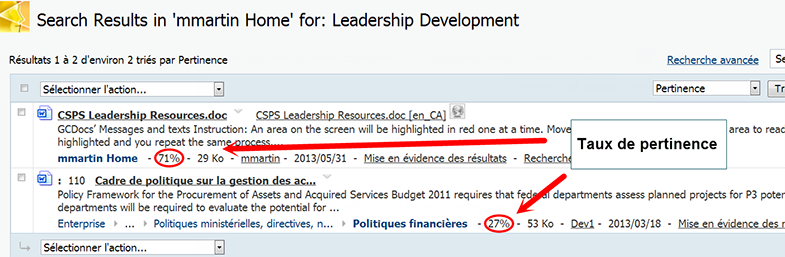 Search Results in 'mmartin Home' for: Leadership Development
Résultats 1 à 2 d'environ 2 triés par Pertinence
Recherche avancée
Sélectionner l'action...
Pertinence
CSPS Leadership Resources.doc CSPS Leadership Resources.doc [en_CA]
GCDocs' Messages and texts Instruction: An area on the screen will be highlighted in red one at a time. Move area to
highlighted and you repeat the same process....
Taux de pertinence
mmartin Home - 71% - 29 Ko - mmartin - 2013/05/31 - Mise en évidence des résultats - Recherche
: 110 Cadre de politique sur la gestion des ac...
Policy Framework for the Procurement of Assets and Acquired Services Budget 2011 requires that federal departments assess planned projects for P3
departments will be required to evaluate the potential for ...
Enterprise ... Politiques ministérielles, directives, n... Politiques financières - 27% - 53 Ko - Dev1 - 2013/03/18 - Mise en évidence des
Sélectionner l'action...